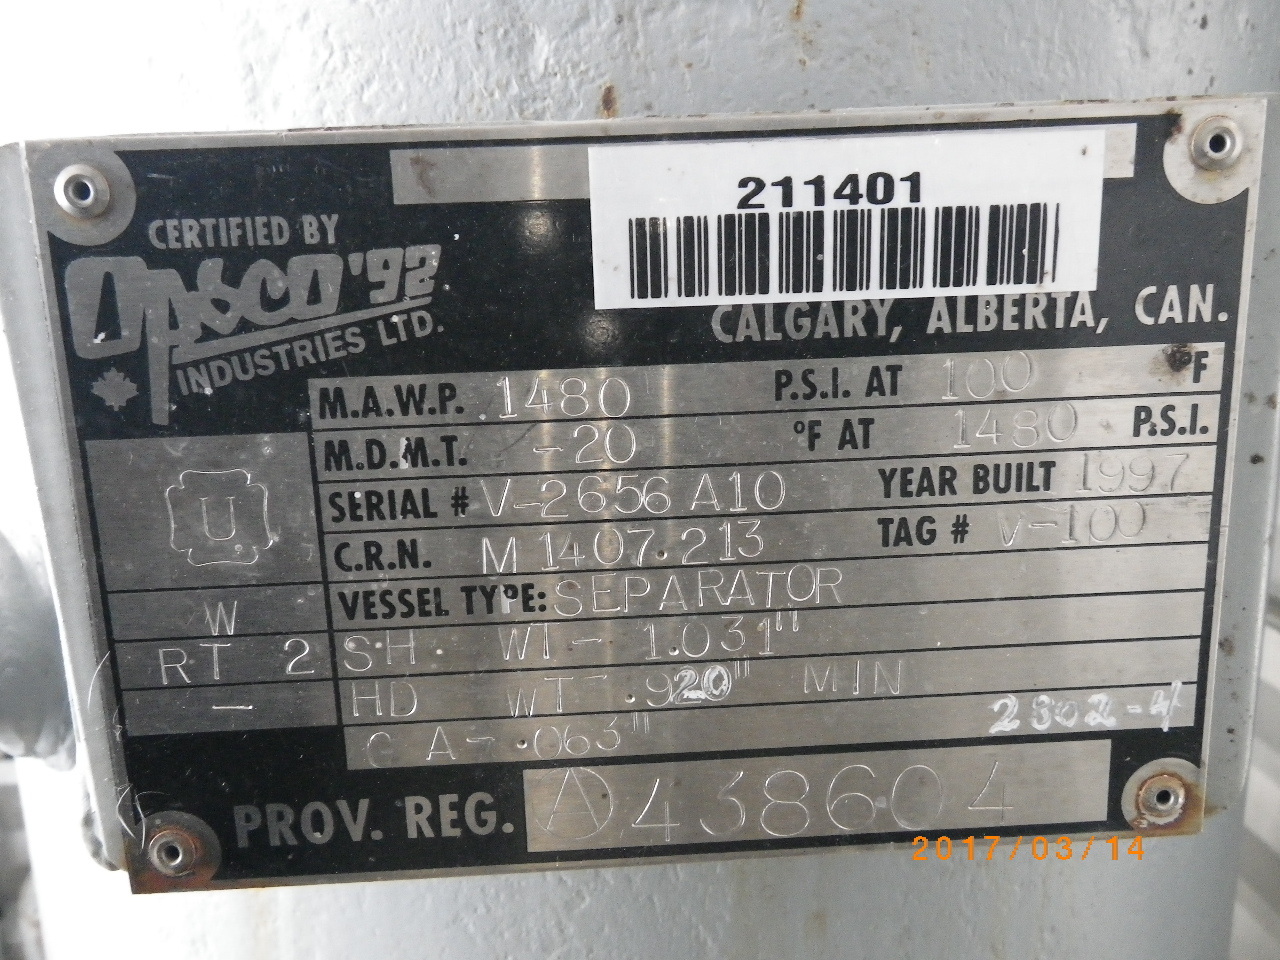 211401
CERTIFIED BY
OPSCO '92
INDUSTRIES LTD.
CALGARY, ALBERTA, CAN.
M.A.W.P. 1480 P.S.I. AT 100 °F
M.D.M.T. -20 °F AT 1480 P.S.I.
SERIAL # V-2656 A10 YEAR BUILT 1997
C.R.N. M1407.213 TAG # V-100
VESSEL TYPE: SEPARATOR
U
W
RT 2
-
SH WT- 1.031"
HD WT- .920" MIN
CA- .063"
2802-4
PROV. REG. A 438604
2017/03/14